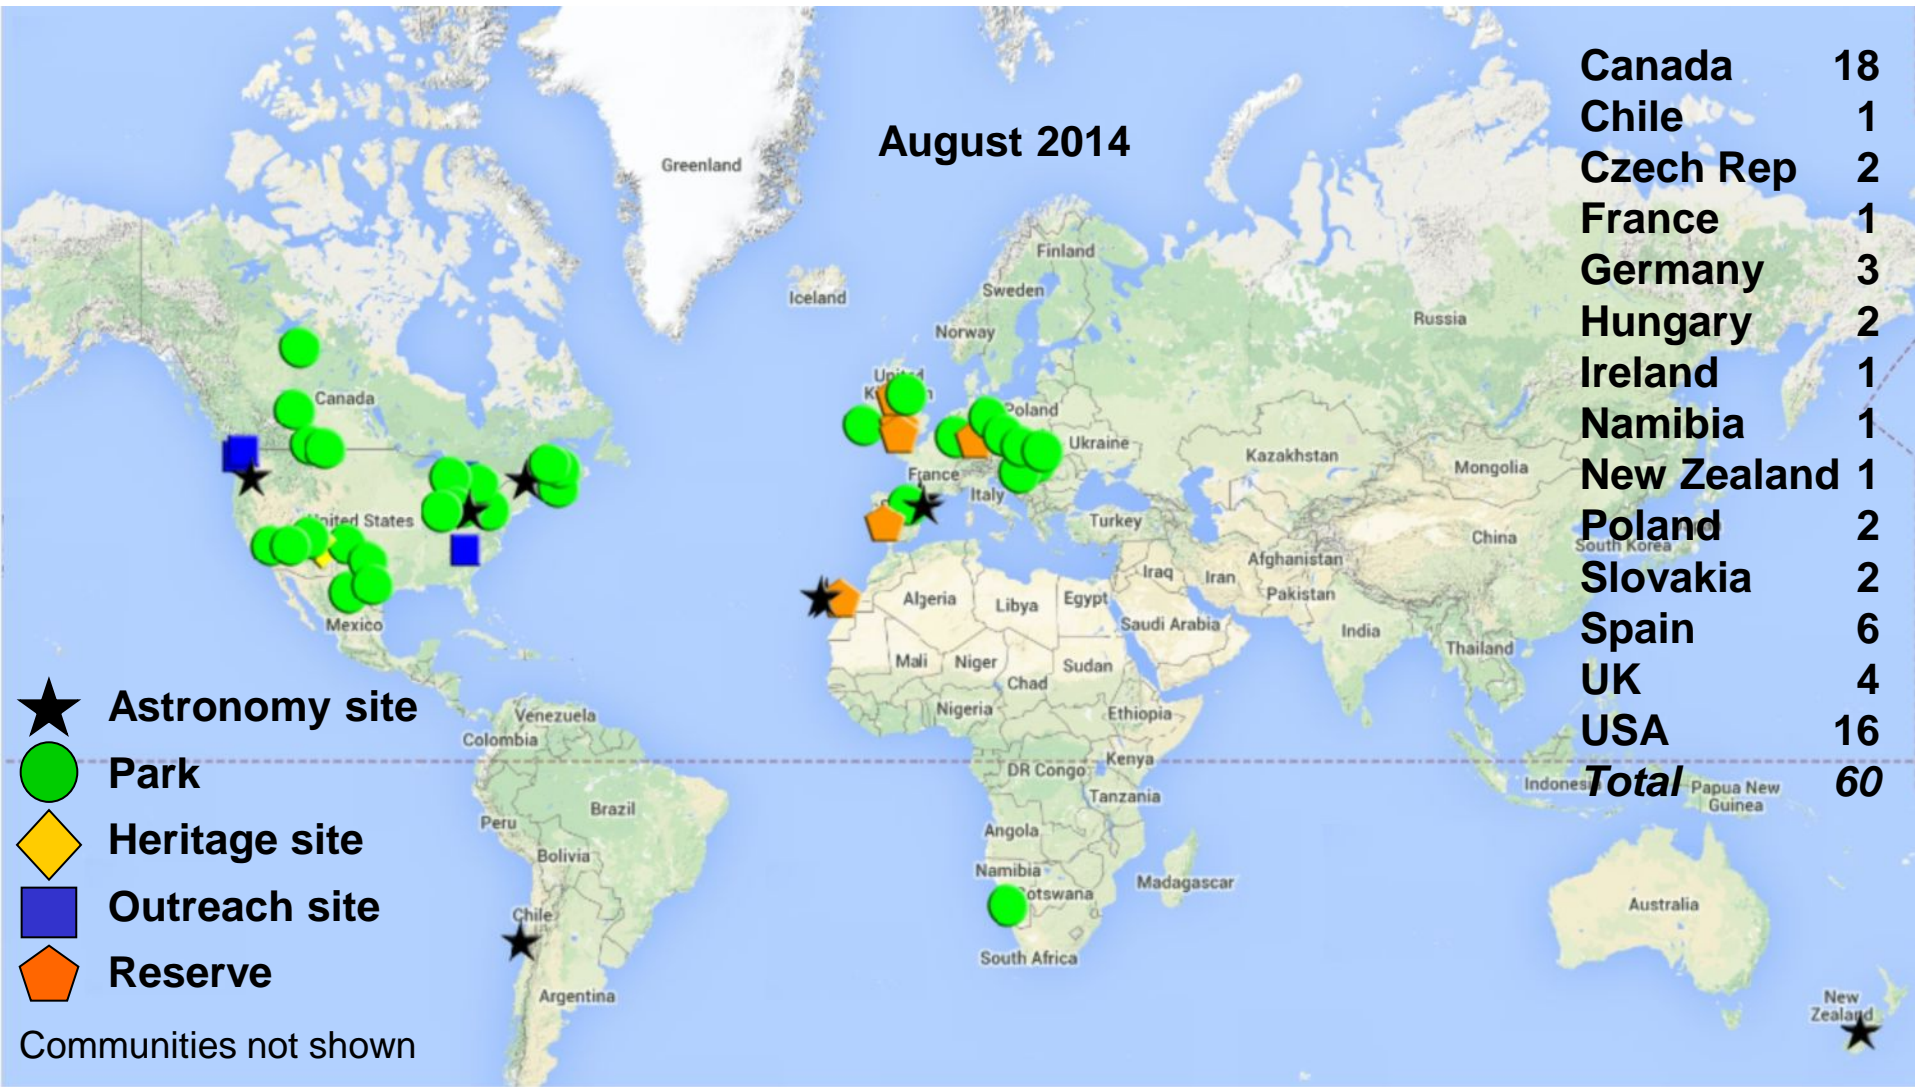 August 2014
Canada 18
Chile 1
Czech Rep 2
France 1
Germany 3
Hungary 2
Ireland 1
Namibia 1
New Zealand 1
Poland 2
Slovakia 2
Spain 6
UK 4
USA 16
Total 60
Greenland
Iceland
Finland
Sweden
Norway
Russia
Canada
Poland
Ukraine
France
Italy
Kazakhstan
Mongolia
United States
Turkey
China
South Korea
Afghanistan
Iraq
Iran
Pakistan
Algeria
Libya
Egypt
Saudi Arabia
India
Thailand
Mexico
Mali
Niger
Chad
Sudan
Nigeria
Ethiopia
Venezuela
Colombia
DR Congo
Kenya
Tanzania
Indonesia
Papua New
Guinea
Brazil
Peru
Bolivia
Angola
Namibia
Botswana
Madagascar
Australia
Chile
South Africa
Argentina
New
Zealand
Astronomy site
Park
Heritage site
Outreach site
Reserve
Communities not shown